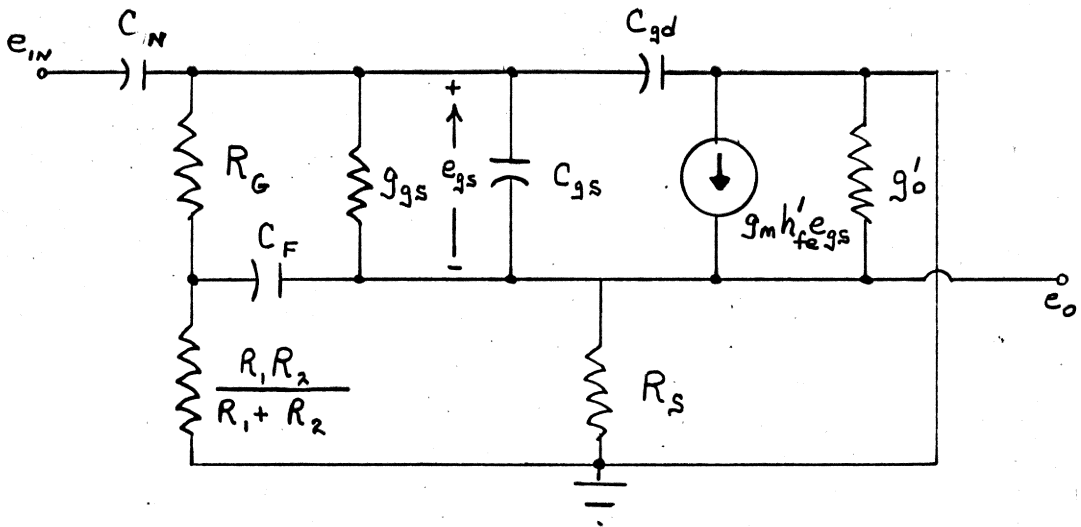 e_IN
C_IN
C_gd
R_G
g_gs
+
e_gs
-
C_gs
g_m h'_fe e_gs
g'_o
C_F
e_o
R_1 R_2
R_1 + R_2
R_S